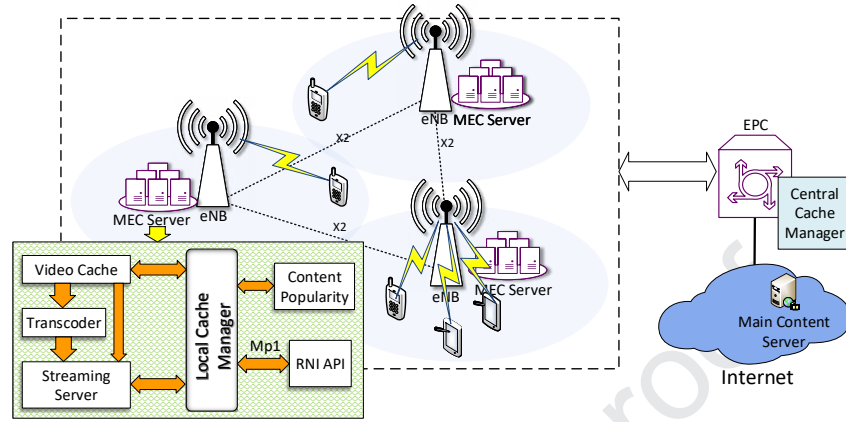 eNB
MEC Server
X2
X2
EPC
Central
Cache
Manager
MEC Server
eNB
X2
eNB
MEC Server
Video Cache
Transcoder
Streaming
Server
Local Cache
Manager
Content
Popularity
Mp1
RNI API
Main Content
Server
Internet
roo